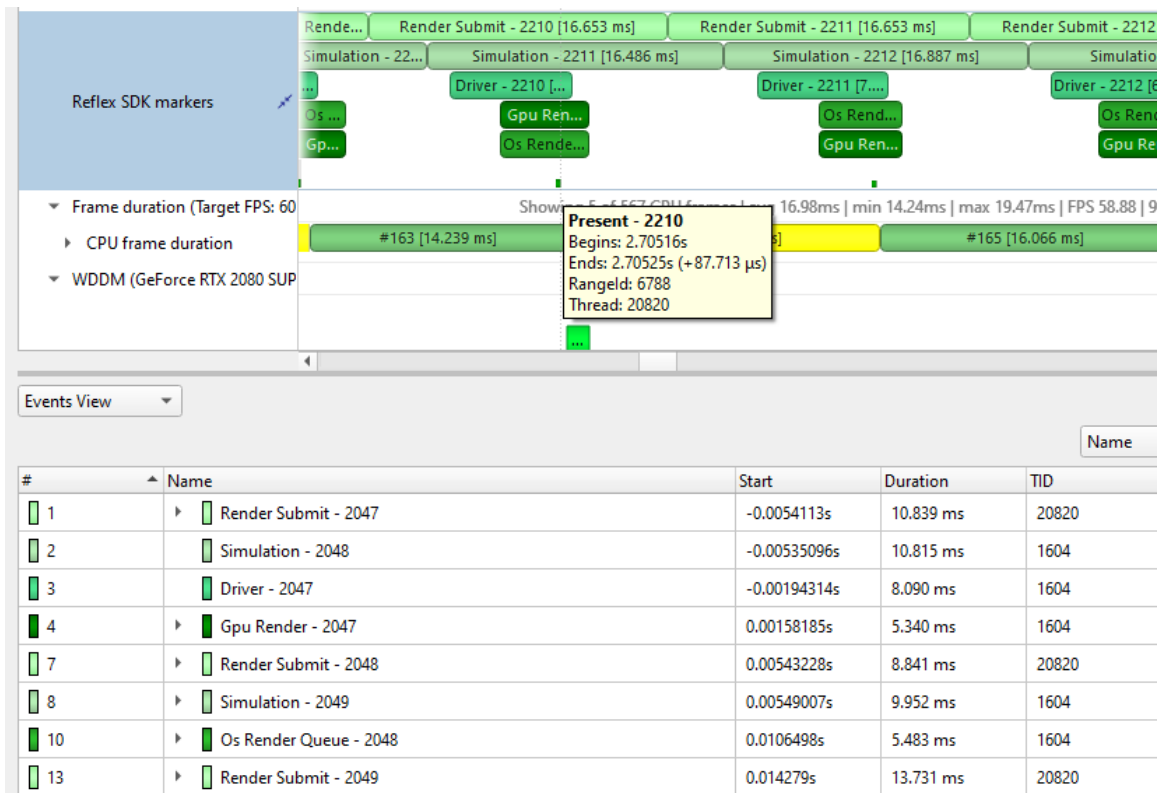 Rende... Render Submit - 2210 [16.653 ms] Render Submit - 2211 [16.653 ms] Render Submit - 2212
Simulation - 22... Simulation - 2211 [16.486 ms] Simulation - 2212 [16.887 ms] Simulatio
... Driver - 2210 [... Driver - 2211 [7.... Driver - 2212 [6
Reflex SDK markers
Os ... Gpu Ren... Os Rend... Os Rend
Gp... Os Rende... Gpu Ren... Gpu Re
Frame duration (Target FPS: 60 Showing 5 of 567 CPU frames | avg 16.98ms | min 14.24ms | max 19.47ms | FPS 58.88 | 9
CPU frame duration #163 [14.239 ms] #165 [16.066 ms]
WDDM (GeForce RTX 2080 SUP
Present - 2210
Begins: 2.70516s
Ends: 2.70525s (+87.713 µs)
RangeId: 6788
Thread: 20820
...
Events View
Name
# Name Start Duration TID
1 Render Submit - 2047 -0.0054113s 10.839 ms 20820
2 Simulation - 2048 -0.00535096s 10.815 ms 1604
3 Driver - 2047 -0.00194314s 8.090 ms 1604
4 Gpu Render - 2047 0.00158185s 5.340 ms 1604
7 Render Submit - 2048 0.00543228s 8.841 ms 20820
8 Simulation - 2049 0.00549007s 9.952 ms 1604
10 Os Render Queue - 2048 0.0106498s 5.483 ms 1604
13 Render Submit - 2049 0.014279s 13.731 ms 20820